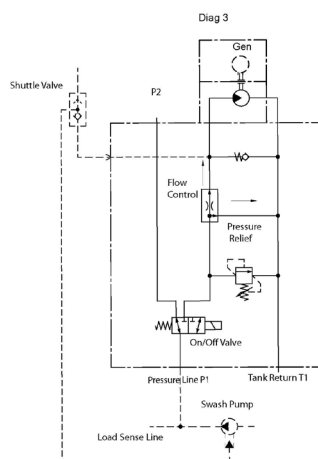 Diag 3
Gen
Shuttle Valve
P2
Flow
Control
Pressure
Relief
On/Off Valve
Pressure Line P1
Tank Return T1
Swash Pump
Load Sense Line